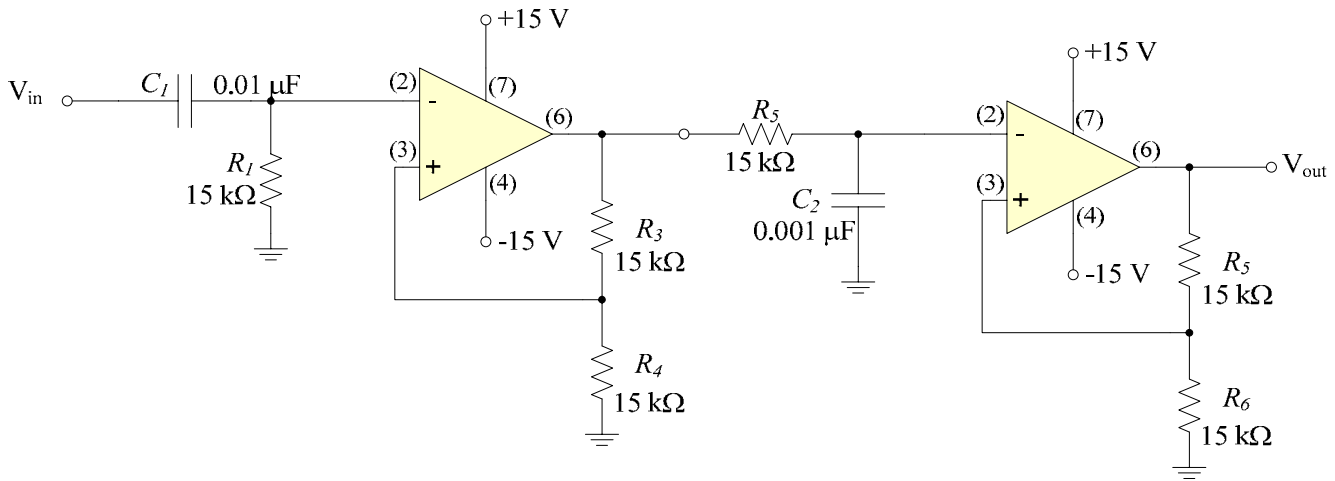 V_in
C_1
0.01 µF
R_1
15 kΩ
(2)
-
(3)
+
+15 V
(7)
(6)
(4)
-15 V
R_3
15 kΩ
R_4
15 kΩ
R_5
15 kΩ
C_2
0.001 µF
(2)
-
(3)
+
+15 V
(7)
(6)
(4)
-15 V
V_out
R_5
15 kΩ
R_6
15 kΩ